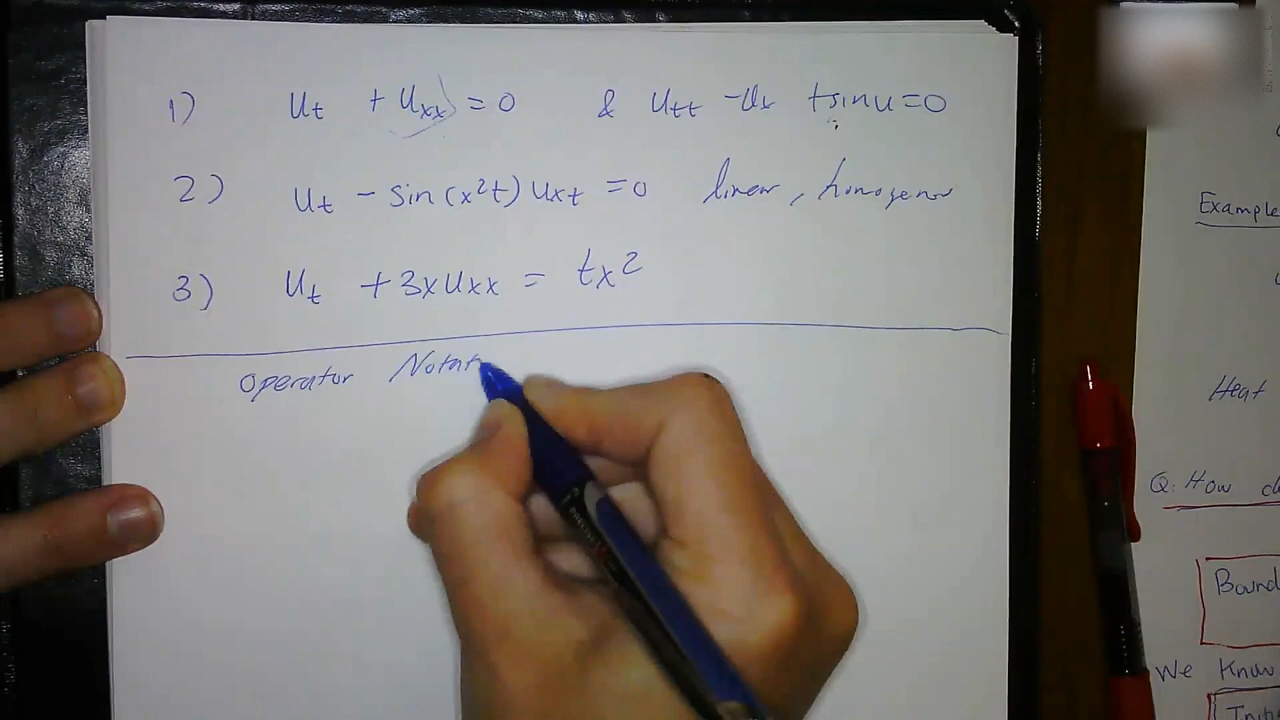 1) u_t + u_xx = 0 & u_tt - u_x + sin u = 0
2) u_t - sin(x²t) u_xt = 0 linear,
3) u_t + 3x u_xx = tx²
Operator Notat
Example
Heat
Q: How
Bound
We Know